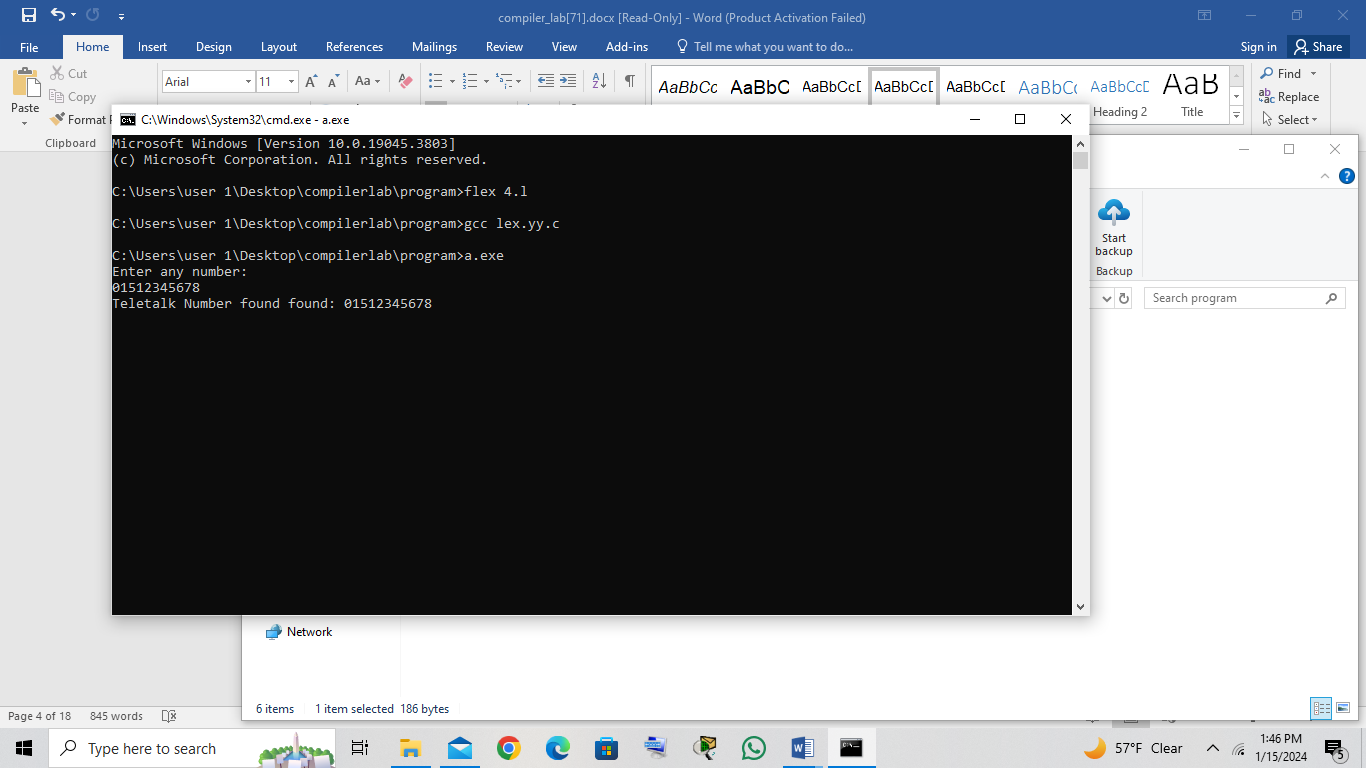 compiler_lab[71].docx [Read-Only] - Word (Product Activation Failed)
File Home Insert Design Layout References Mailings Review View Add-ins Tell me what you want to do... Sign in Share
Paste
Cut
Copy
Format
Clipboard
Arial 11 A A Aa A
AaBbCc AaBbC AaBbCcD AaBbCcD AaBbCcD AaBbC AaBbCc AaB
Heading 2 Title
Find
Replace
Select
C:\Windows\System32\cmd.exe - a.exe
Microsoft Windows [Version 10.0.19045.3803]
(c) Microsoft Corporation. All rights reserved.
C:\Users\user 1\Desktop\compilerlab\program>flex 4.l
C:\Users\user 1\Desktop\compilerlab\program>gcc lex.yy.c
C:\Users\user 1\Desktop\compilerlab\program>a.exe
Enter any number:
01512345678
Teletalk Number found found: 01512345678
Start
backup
Backup
Search program
Network
6 items 1 item selected 186 bytes
Page 4 of 18 845 words
Type here to search
57°F Clear
1:46 PM
1/15/2024
5